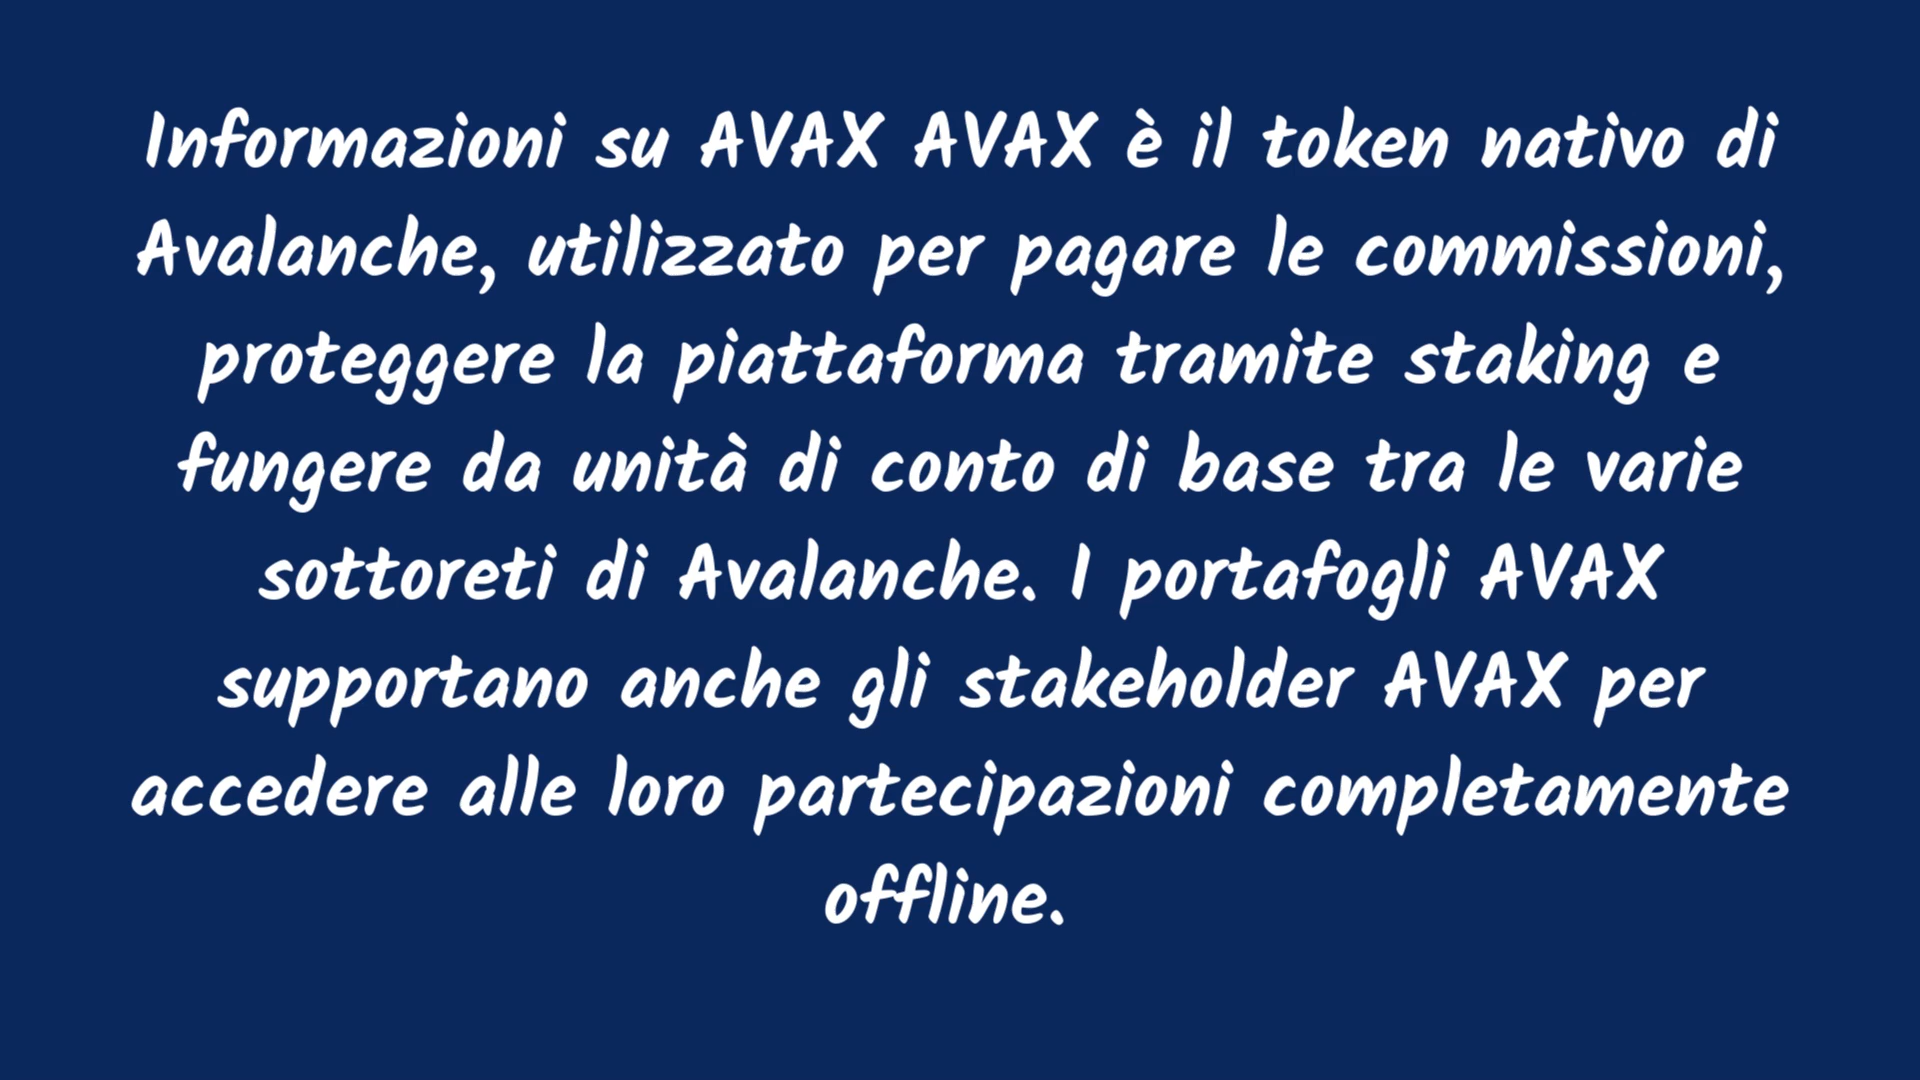 Informazioni su AVAX AVAX è il token nativo di
Avalanche, utilizzato per pagare le commissioni,
proteggere la piattaforma tramite staking e
fungere da unità di conto di base tra le varie
sottoreti di Avalanche. I portafogli AVAX
supportano anche gli stakeholder AVAX per
accedere alle loro partecipazioni completamente
offline.